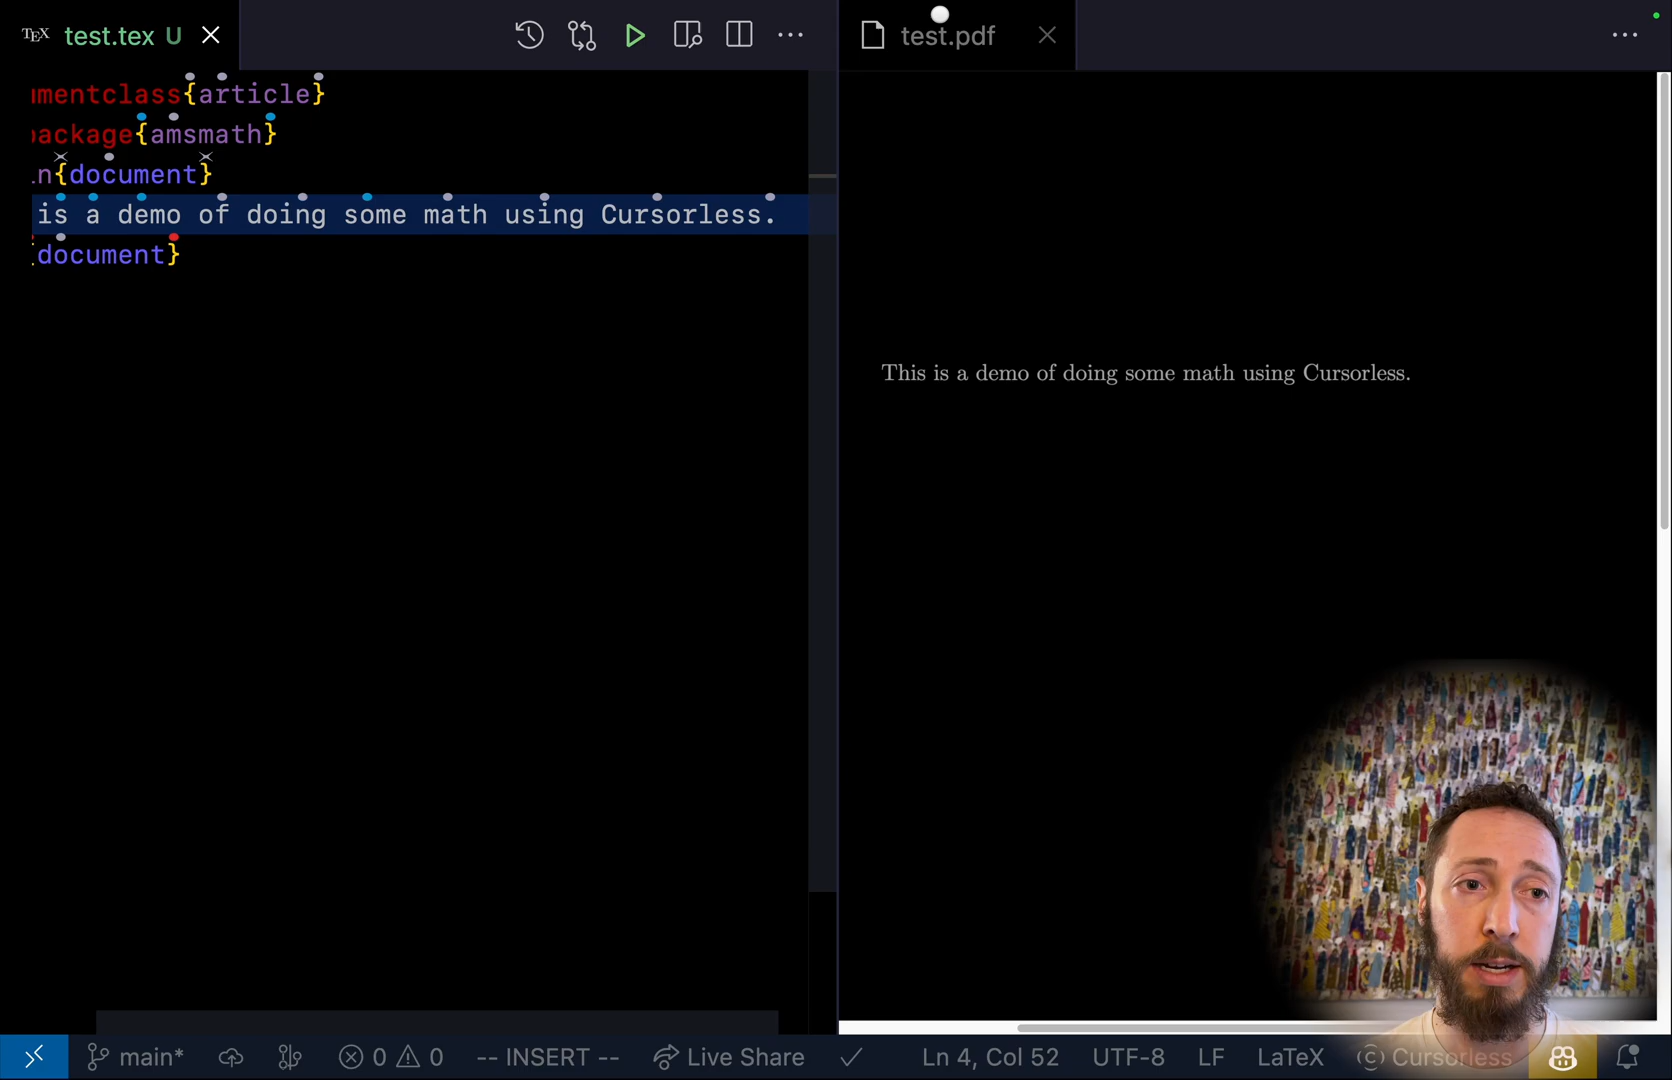 TEX test.tex U
test.pdf
mentclass{article}
package{amsmath}
n{document}
is a demo of doing some math using Cursorless.
document}
This is a demo of doing some math using Cursorless.
main* 0 0 -- INSERT -- Live Share Ln 4, Col 52 UTF-8 LF LaTeX Cursorless